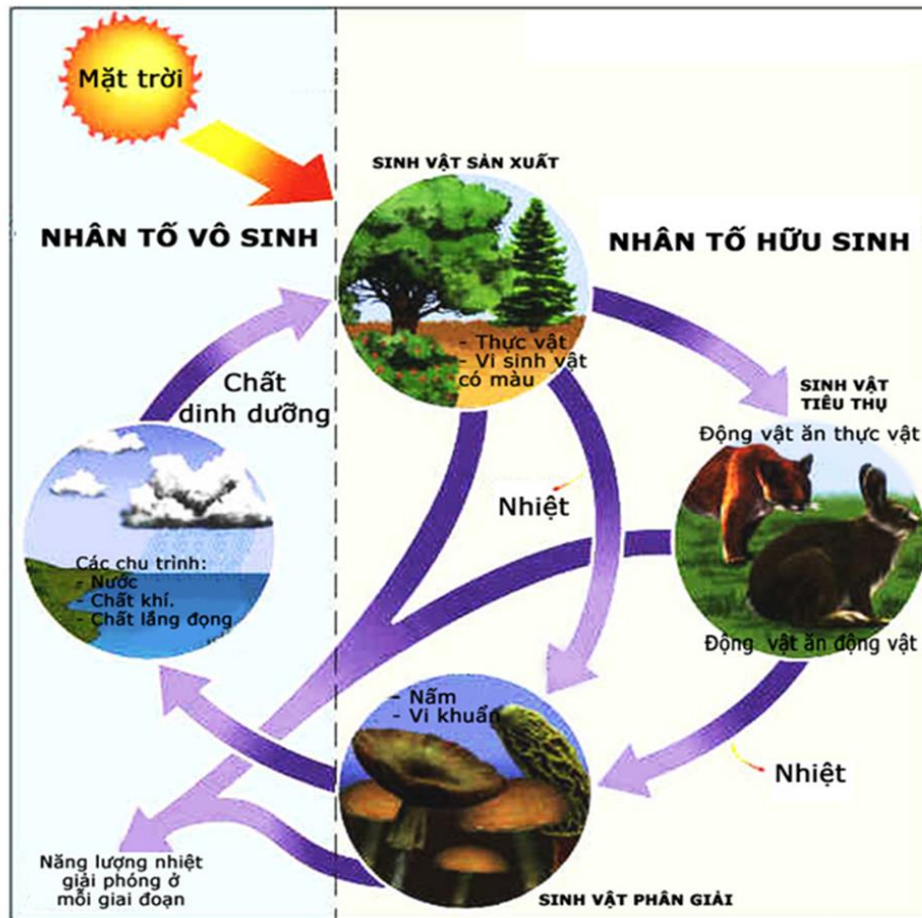 Mặt trời
SINH VẬT SẢN XUẤT
NHÂN TỐ VÔ SINH
NHÂN TỐ HỮU SINH
- Thực vật
- Vi sinh vật
có màu
Chất
dinh dưỡng
SINH VẬT
TIÊU THỤ
Động vật ăn thực vật
Nhiệt
Các chu trình:
- Nước
- Chất khí.
- Chất lắng đọng
Động vật ăn động vật
- Nấm
- Vi khuẩn
Nhiệt
Năng lượng nhiệt
giải phóng ở
mỗi giai đoạn
SINH VẬT PHÂN GIẢI